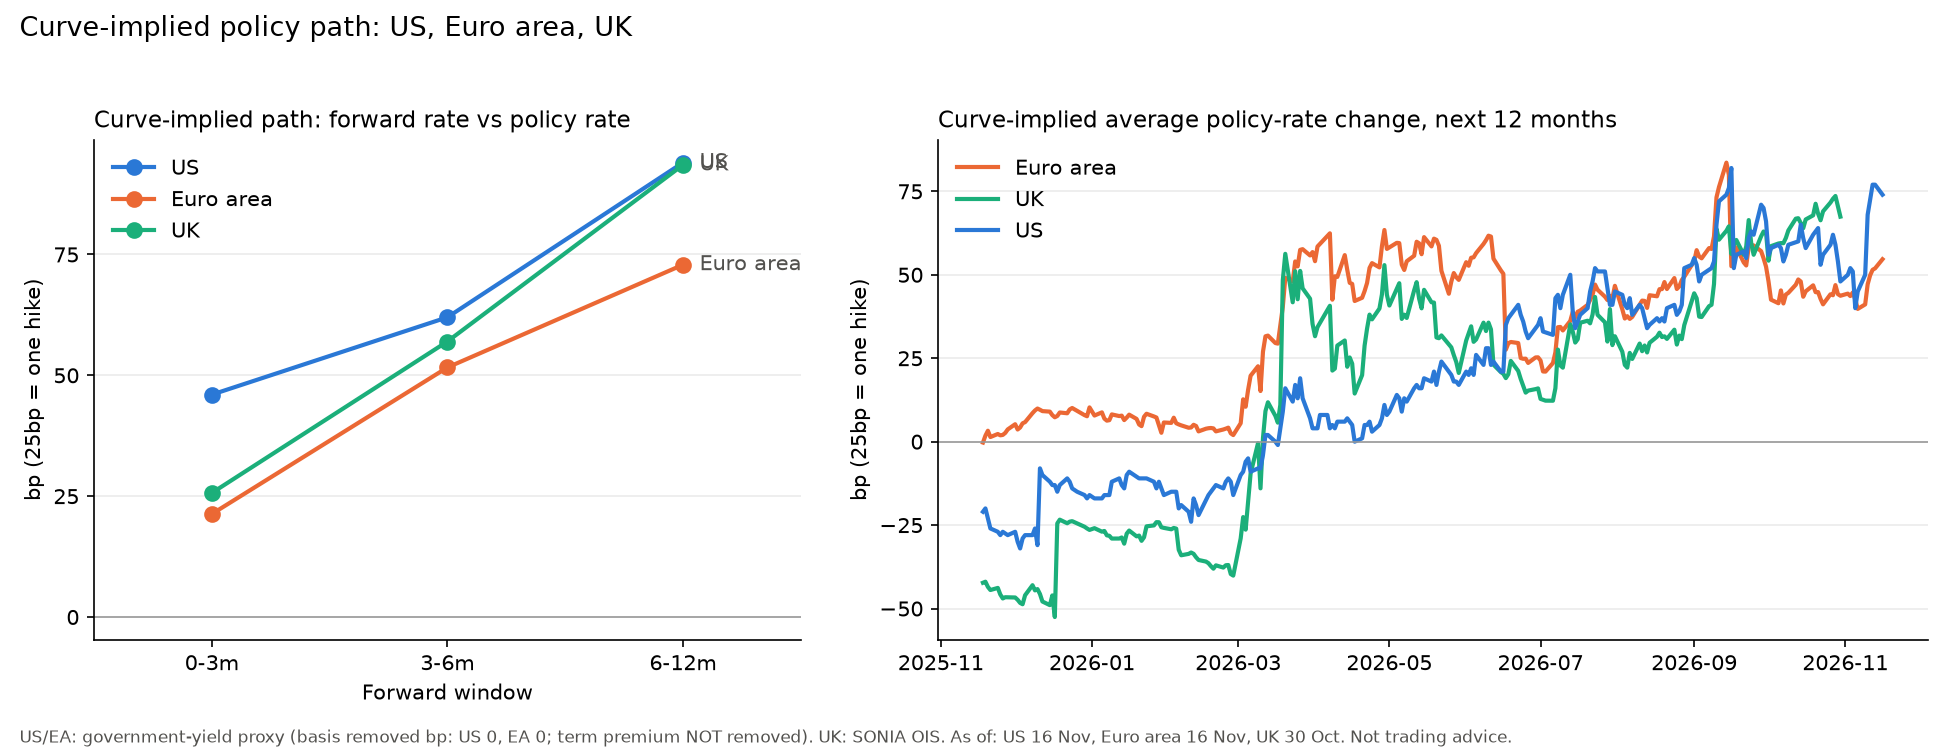 Curve-implied policy path: US, Euro area, UK
Curve-implied path: forward rate vs policy rate
US
Euro area
UK
US
UK
Euro area
75
50
25
0
bp (25bp = one hike)
0-3m
3-6m
6-12m
Forward window
Curve-implied average policy-rate change, next 12 months
Euro area
UK
US
75
50
25
0
−25
−50
bp (25bp = one hike)
2025-11
2026-01
2026-03
2026-05
2026-07
2026-09
2026-11
US/EA: government-yield proxy (basis removed bp: US 0, EA 0; term premium NOT removed). UK: SONIA OIS. As of: US 16 Nov, Euro area 16 Nov, UK 30 Oct. Not trading advice.